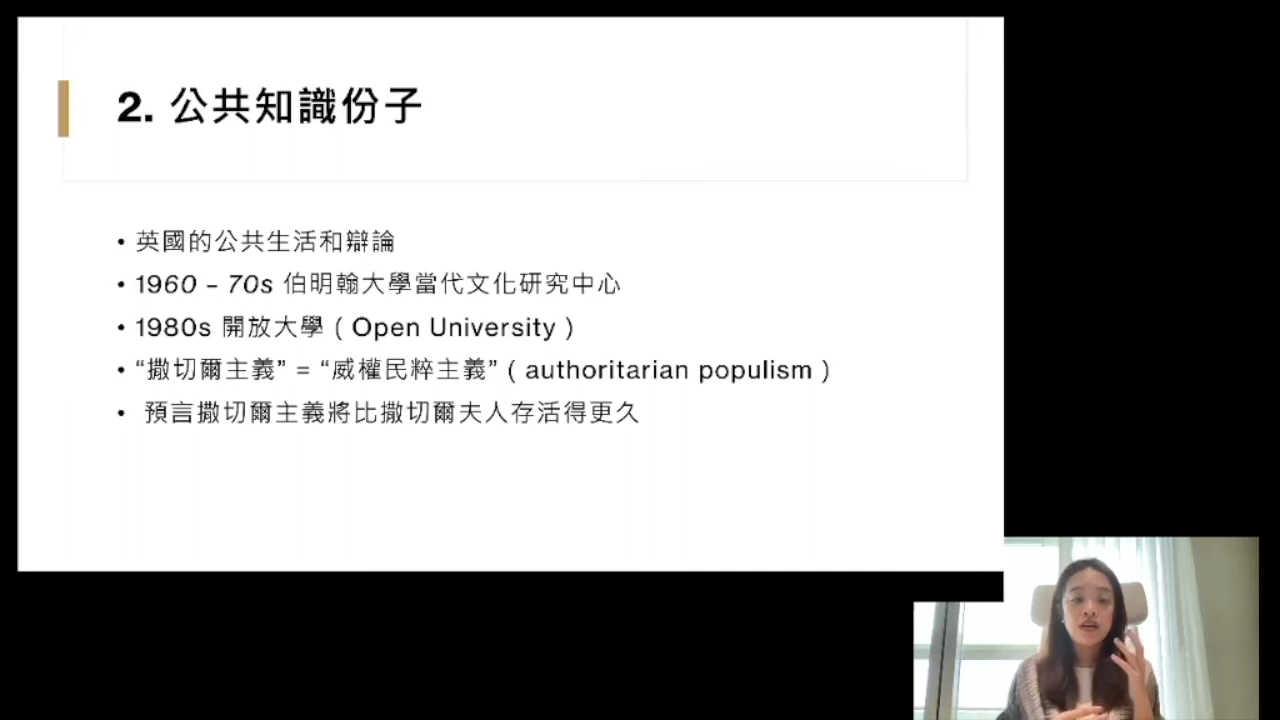 2. 公共知識份子
• 英國的公共生活和辯論
• 1960 – 70s 伯明翰大學當代文化研究中心
• 1980s 開放大學 ( Open University )
• “撒切爾主義” = “威權民粹主義” ( authoritarian populism )
• 預言撒切爾主義將比撒切爾夫人存活得更久